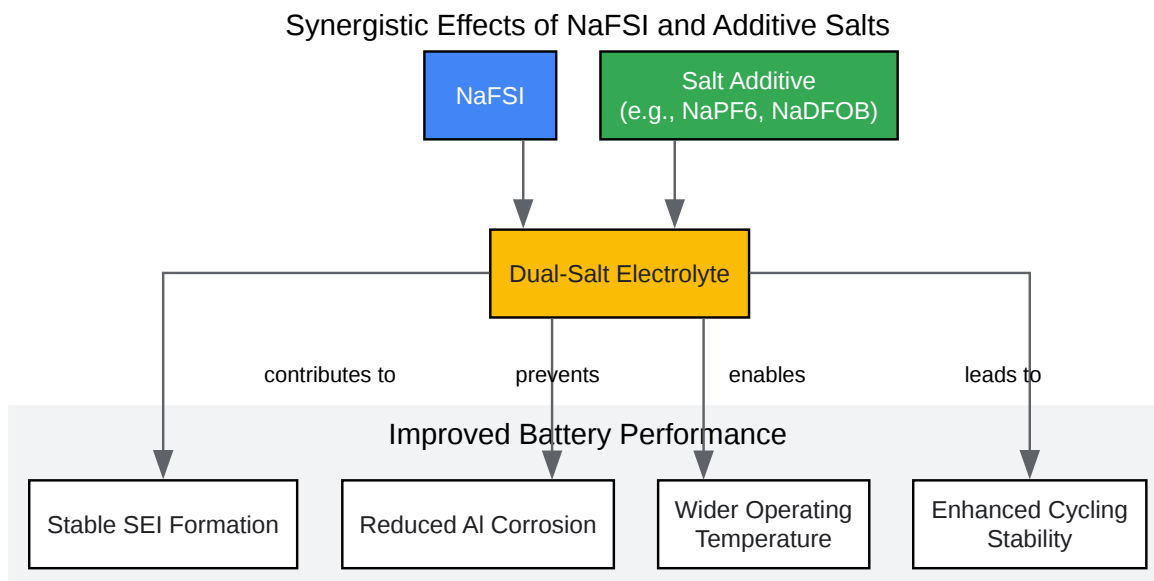 Synergistic Effects of NaFSI and Additive Salts
NaFSI
Salt Additive
(e.g., NaPF6, NaDFOB)
Dual-Salt Electrolyte
contributes to
prevents
enables
leads to
Improved Battery Performance
Stable SEI Formation
Reduced Al Corrosion
Wider Operating
Temperature
Enhanced Cycling
Stability